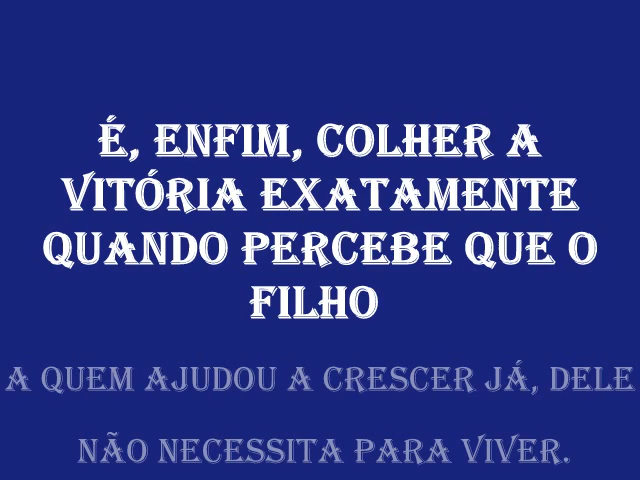 É, ENFIM, COLHER A
VITÓRIA EXATAMENTE
QUANDO PERCEBE QUE O
FILHO
A QUEM AJUDOU A CRESCER JÁ, DELE
NÃO NECESSITA PARA VIVER.